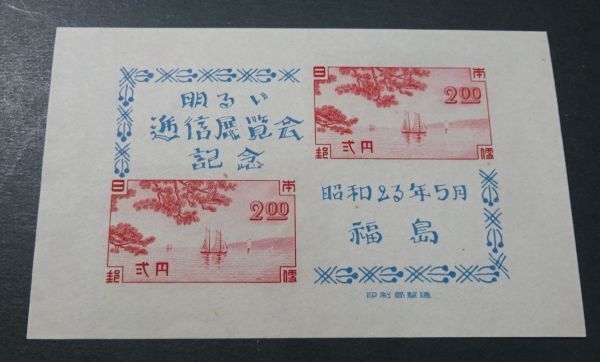 明るい
逓信展覧会
記念
日本
2.00
弐円
郵便
日本
2.00
弐円
郵便
昭和23年5月
福島
印刷局製造